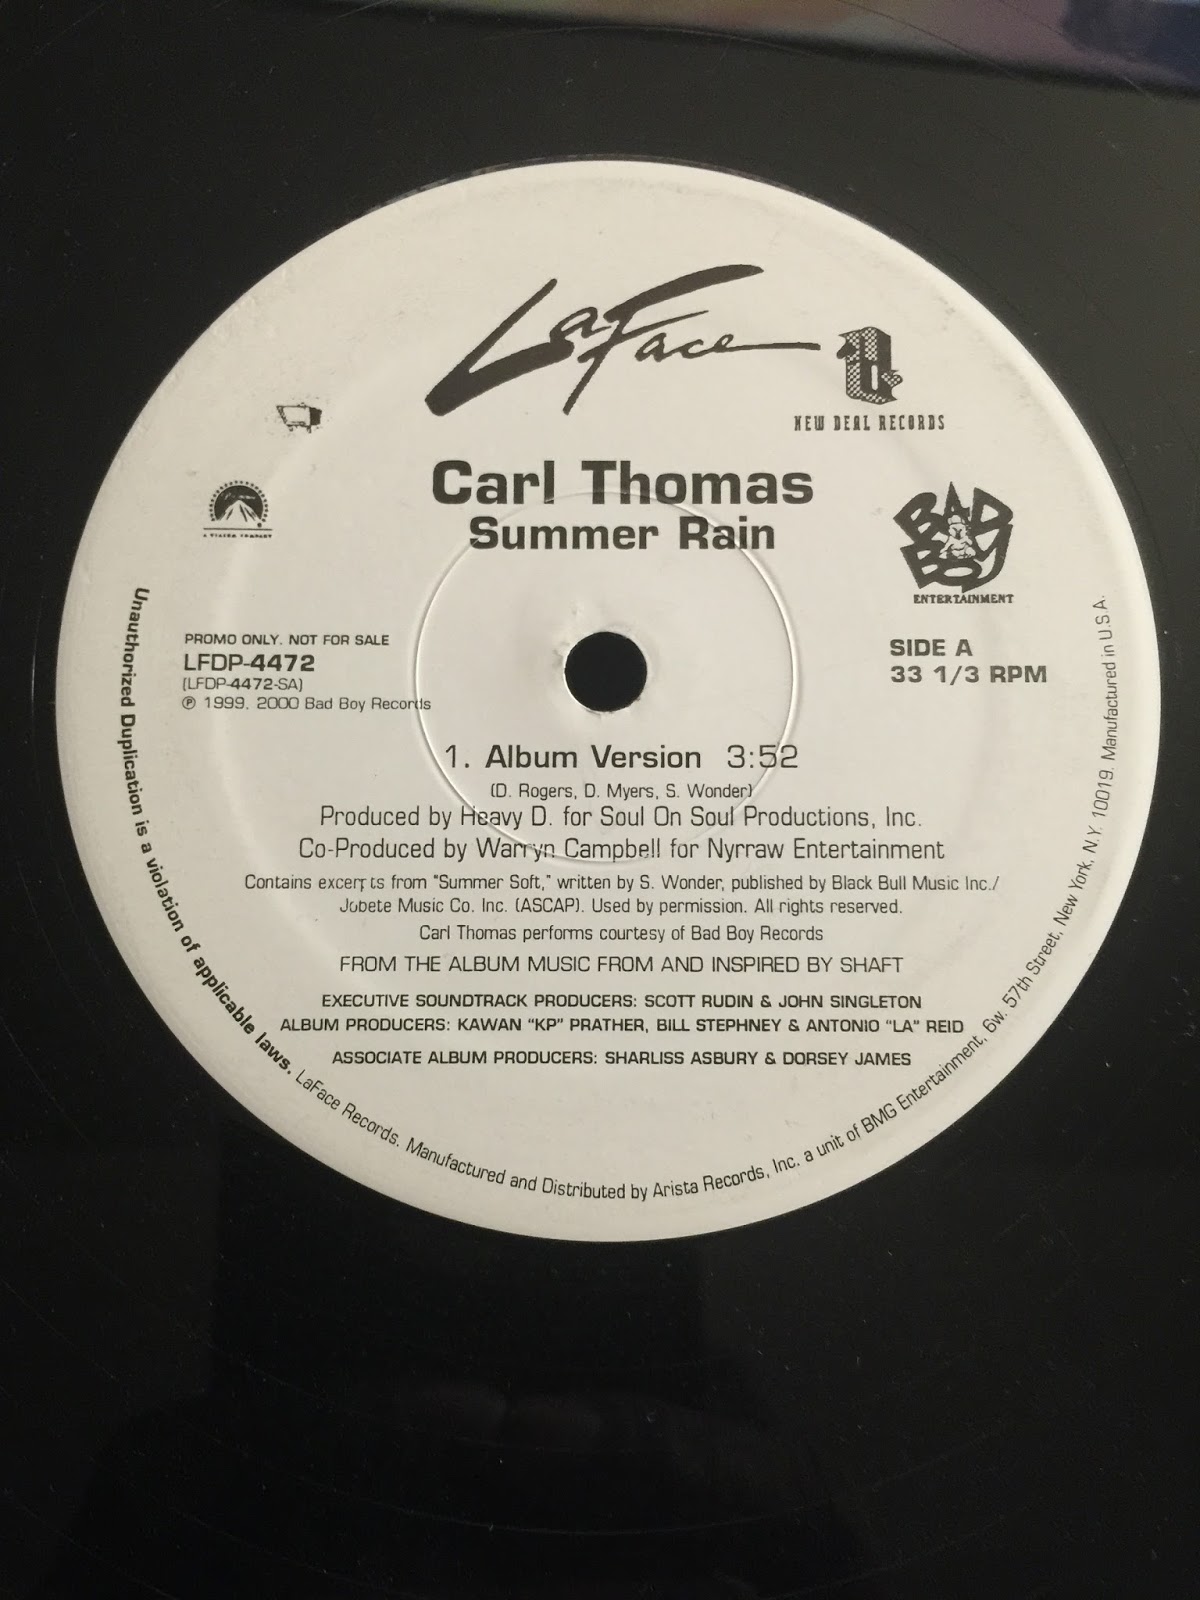 LaFace
NEW DEAL RECORDS
Carl Thomas
Summer Rain
A VIACOM COMPANY
BAD
BOY
ENTERTAINMENT
PROMO ONLY. NOT FOR SALE
LFDP-4472
(LFDP-4472-SA)
℗ 1999, 2000 Bad Boy Records
SIDE A
33 1/3 RPM
1. Album Version 3:52
(D. Rogers, D. Myers, S. Wonder)
Produced by Heavy D. for Soul On Soul Productions, Inc.
Co-Produced by Warryn Campbell for Nyrraw Entertainment
Contains excerpts from "Summer Soft," written by S. Wonder, published by Black Bull Music Inc./
Jobete Music Co. Inc. (ASCAP). Used by permission. All rights reserved.
Carl Thomas performs courtesy of Bad Boy Records
FROM THE ALBUM MUSIC FROM AND INSPIRED BY SHAFT
EXECUTIVE SOUNDTRACK PRODUCERS: SCOTT RUDIN & JOHN SINGLETON
ALBUM PRODUCERS: KAWAN "KP" PRATHER, BILL STEPHNEY & ANTONIO "LA" REID
ASSOCIATE ALBUM PRODUCERS: SHARLISS ASBURY & DORSEY JAMES
Unauthorized Duplication is a violation of applicable laws. LaFace Records. Manufactured and Distributed by Arista Records, Inc. a unit of BMG Entertainment, 6w. 57th Street, New York, N.Y. 10019. Manufactured in U.S.A.